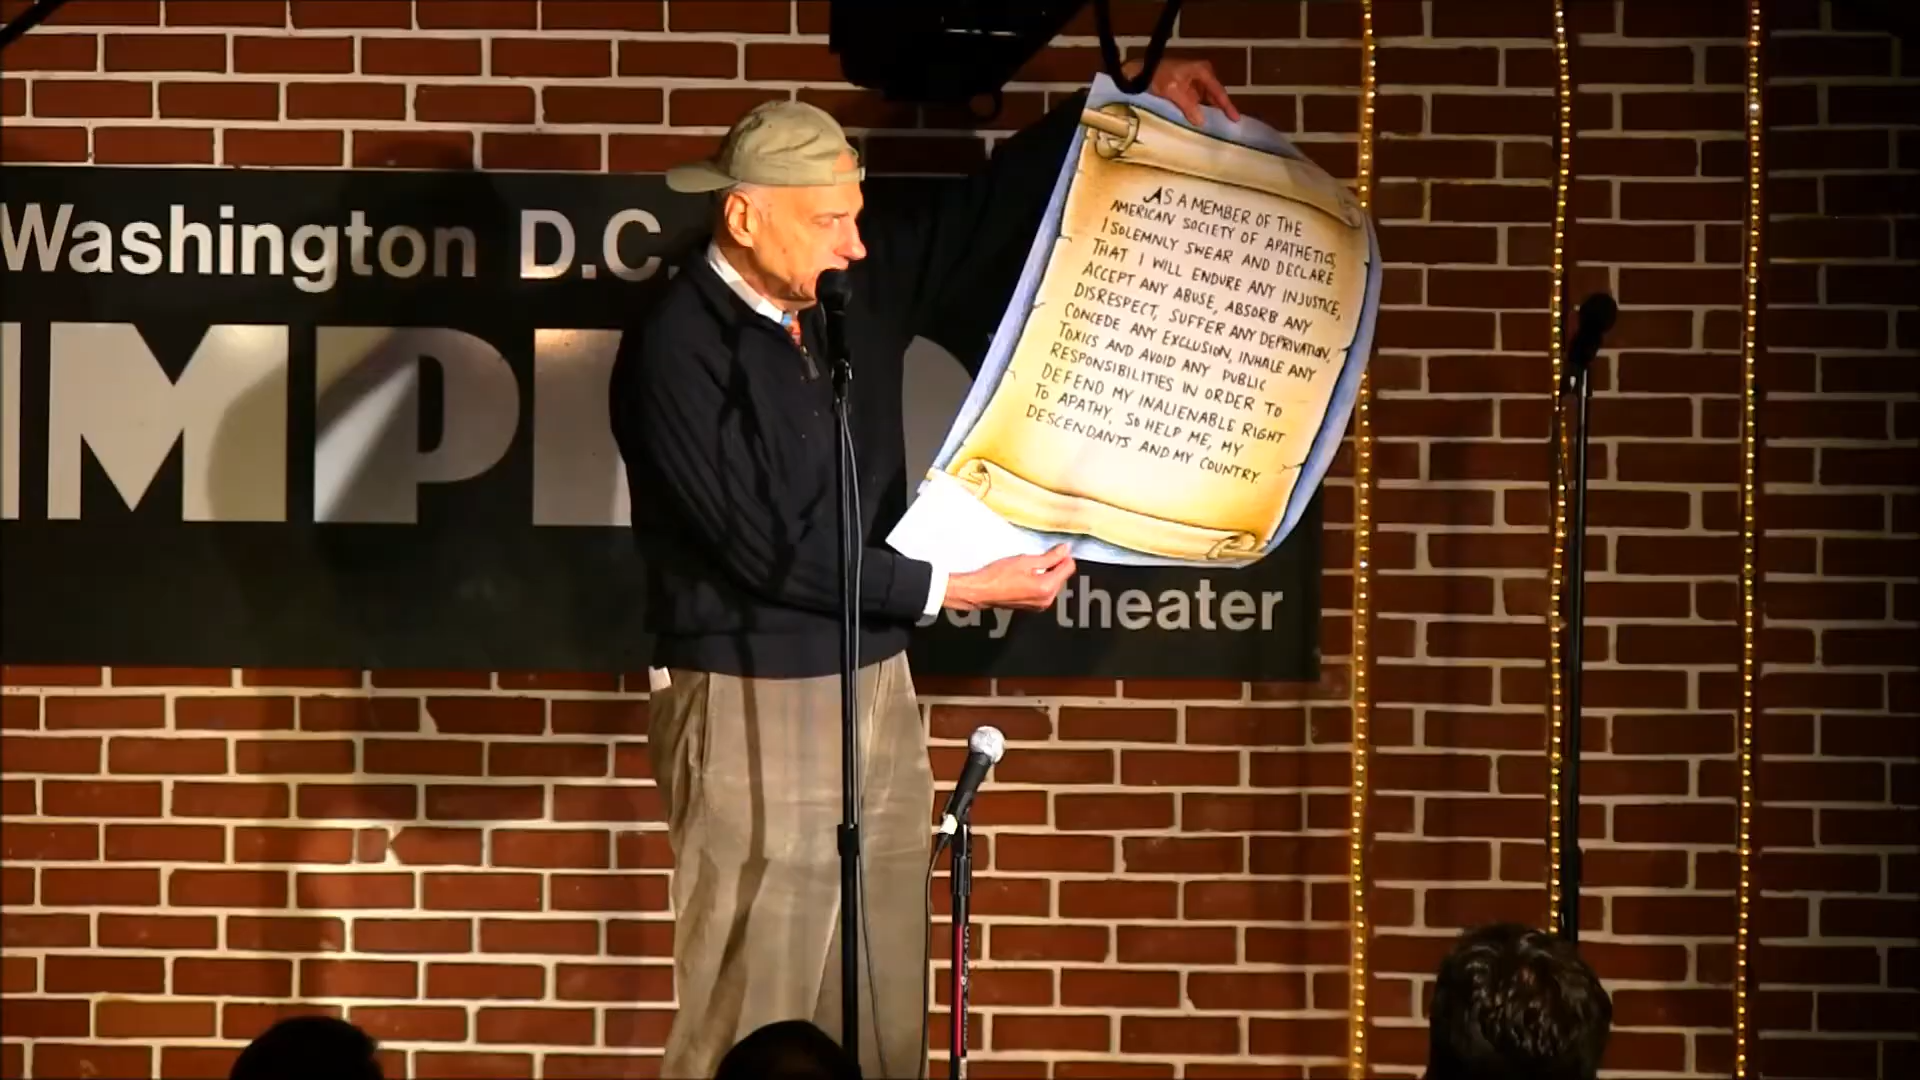 Washington D.C.
IMP
theater
AS A MEMBER OF THE
AMERICAN SOCIETY OF APATHETICS,
I SOLEMNLY SWEAR AND DECLARE
THAT I WILL ENDURE ANY INJUSTICE,
ACCEPT ANY ABUSE, ABSORB ANY
DISRESPECT, SUFFER ANY DEPRIVATION,
CONCEDE ANY EXCLUSION, INHALE ANY
TOXICS AND AVOID ANY PUBLIC
RESPONSIBILITIES IN ORDER TO
DEFEND MY INALIENABLE RIGHT
TO APATHY, SO HELP ME, MY
DESCENDANTS AND MY COUNTRY.